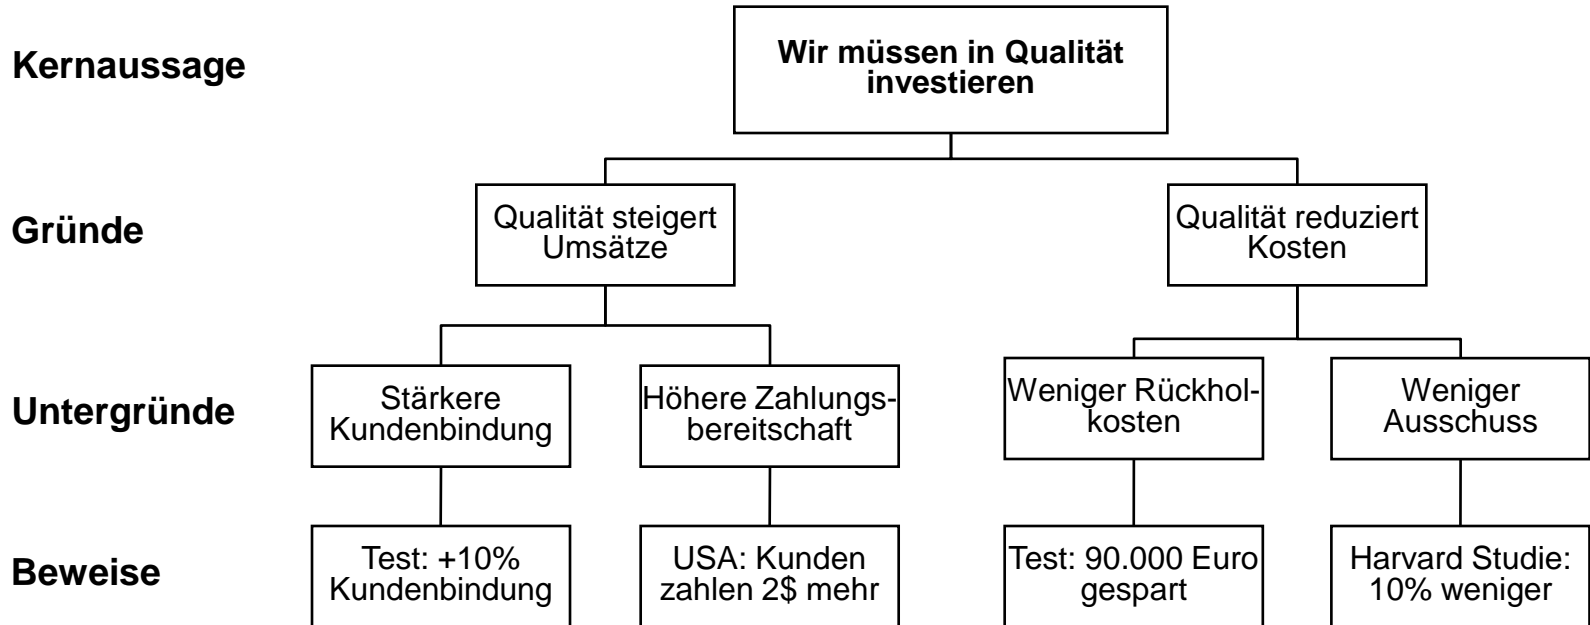 Kernaussage
Wir müssen in Qualität
investieren
Gründe
Qualität steigert
Umsätze
Qualität reduziert
Kosten
Untergründe
Stärkere
Kundenbindung
Höhere Zahlungs-
bereitschaft
Weniger Rückhol-
kosten
Weniger
Ausschuss
Beweise
Test: +10%
Kundenbindung
USA: Kunden
zahlen 2$ mehr
Test: 90.000 Euro
gespart
Harvard Studie:
10% weniger